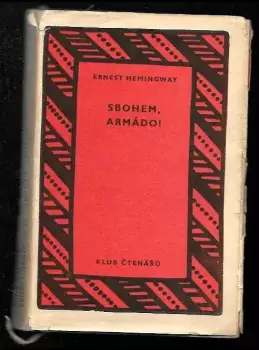 ERNEST HEMINGWAY
SBOHEM,
ARMÁDO!
KLUB ČTENÁŘŮ